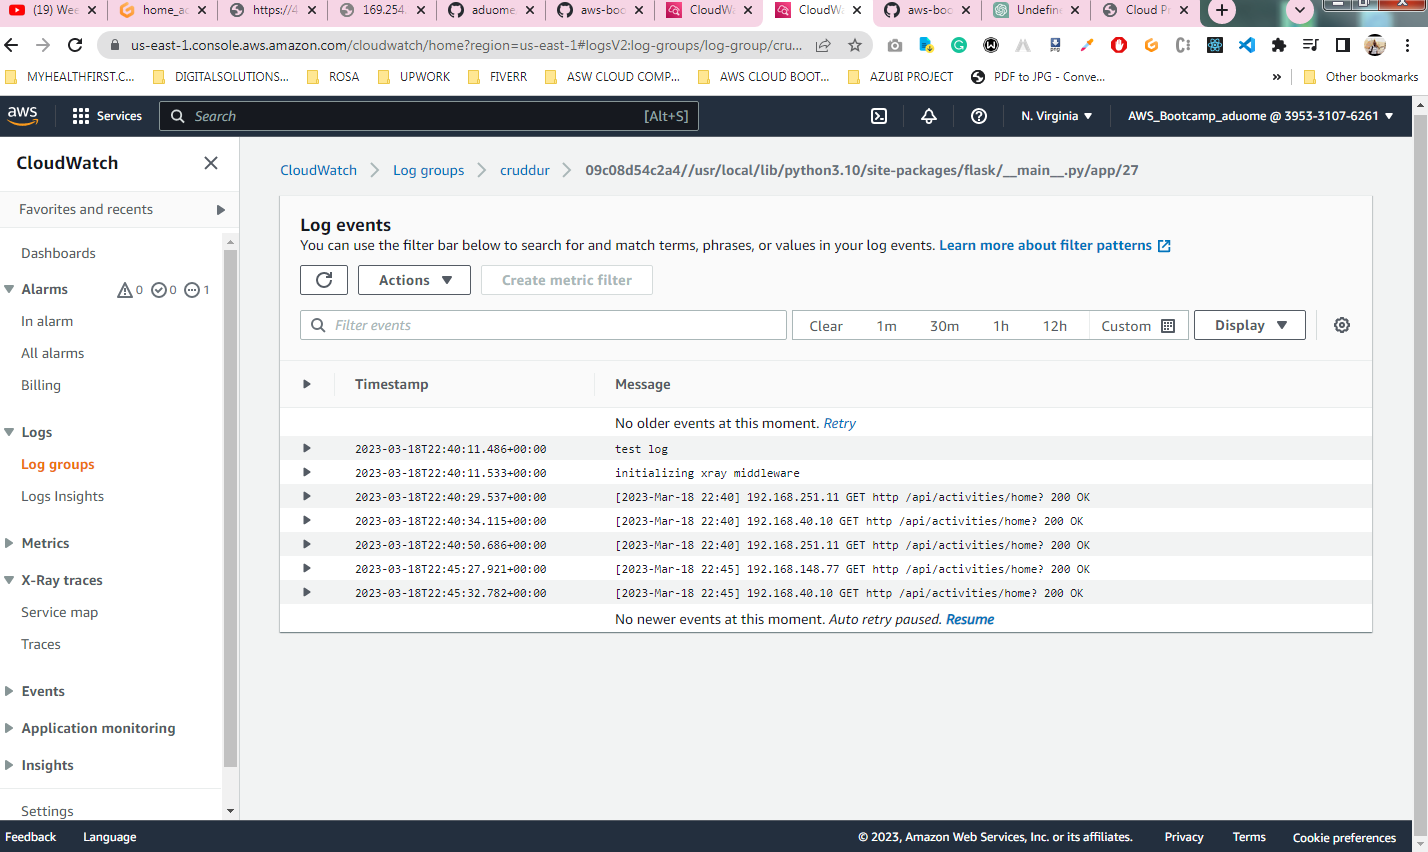 (19) Wee
home_ac
https://4
169.254.
aduome
aws-boo
CloudWa
CloudWa
aws-boo
Undefine
Cloud Pr
us-east-1.console.aws.amazon.com/cloudwatch/home?region=us-east-1#logsV2:log-groups/log-group/cru...
MYHEALTHFIRST.C... DIGITALSOLUTIONS... ROSA UPWORK FIVERR ASW CLOUD COMP... AWS CLOUD BOOT... AZUBI PROJECT PDF to JPG - Conve... » Other bookmarks
aws Services Search [Alt+S] N. Virginia AWS_Bootcamp_aduome @ 3953-3107-6261
CloudWatch
Favorites and recents
Dashboards
Alarms 0 0 1
In alarm
All alarms
Billing
Logs
Log groups
Logs Insights
Metrics
X-Ray traces
Service map
Traces
Events
Application monitoring
Insights
Settings
CloudWatch Log groups cruddur 09c08d54c2a4//usr/local/lib/python3.10/site-packages/flask/__main__.py/app/27
Log events
You can use the filter bar below to search for and match terms, phrases, or values in your log events. Learn more about filter patterns
Actions Create metric filter
Filter events Clear 1m 30m 1h 12h Custom Display
Timestamp Message
No older events at this moment. Retry
2023-03-18T22:40:11.486+00:00 test log
2023-03-18T22:40:11.533+00:00 initializing xray middleware
2023-03-18T22:40:29.537+00:00 [2023-Mar-18 22:40] 192.168.251.11 GET http /api/activities/home? 200 OK
2023-03-18T22:40:34.115+00:00 [2023-Mar-18 22:40] 192.168.40.10 GET http /api/activities/home? 200 OK
2023-03-18T22:40:50.686+00:00 [2023-Mar-18 22:40] 192.168.251.11 GET http /api/activities/home? 200 OK
2023-03-18T22:45:27.921+00:00 [2023-Mar-18 22:45] 192.168.148.77 GET http /api/activities/home? 200 OK
2023-03-18T22:45:32.782+00:00 [2023-Mar-18 22:45] 192.168.40.10 GET http /api/activities/home? 200 OK
No newer events at this moment. Auto retry paused. Resume
Feedback Language © 2023, Amazon Web Services, Inc. or its affiliates. Privacy Terms Cookie preferences